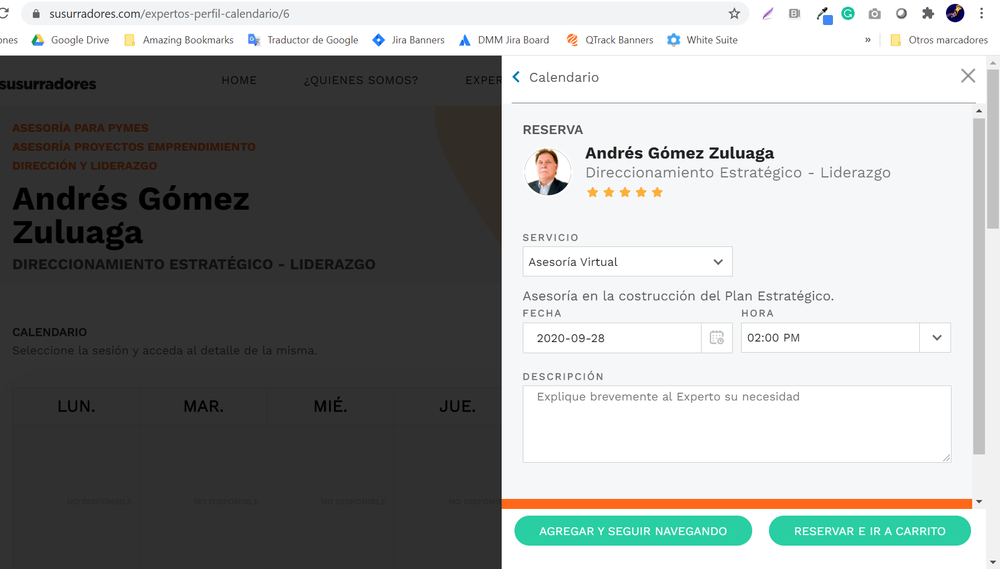 susurradores.com/expertos-perfil-calendario/6
ones Google Drive Amazing Bookmarks Traductor de Google Jira Banners DMM Jira Board QTrack Banners White Suite » Otros marcadores
susurradores HOME ¿QUIENES SOMOS? EXPER
ASESORÍA PARA PYMES
ASESORÍA PROYECTOS EMPRENDIMIENTO
DIRECCIÓN Y LIDERAZGO
Andrés Gómez
Zuluaga
DIRECCIONAMIENTO ESTRATÉGICO - LIDERAZGO
CALENDARIO
Seleccione la sesión y acceda al detalle de la misma.
LUN. MAR. MIÉ. JUE.
NO DISPONIBLE NO DISPONIBLE NO DISPONIBLE NO DISPONIB
Calendario
RESERVA
Andrés Gómez Zuluaga
Direccionamiento Estratégico - Liderazgo
SERVICIO
Asesoría Virtual
Asesoría en la costrucción del Plan Estratégico.
FECHA HORA
2020-09-28 02:00 PM
DESCRIPCIÓN
Explique brevemente al Experto su necesidad
AGREGAR Y SEGUIR NAVEGANDO RESERVAR E IR A CARRITO